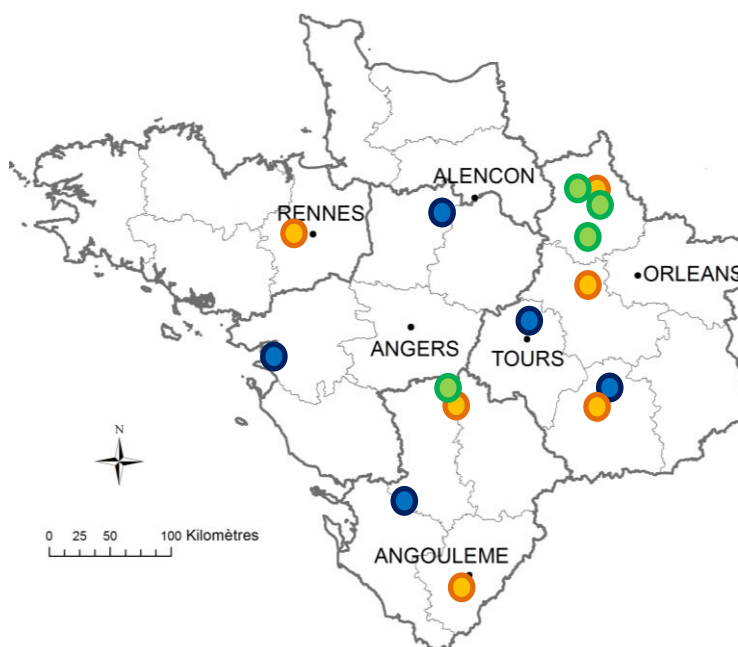 ALENCON
RENNES
ORLEANS
ANGERS
TOURS
N
0 25 50 100 Kilomètres
ANGOULEME